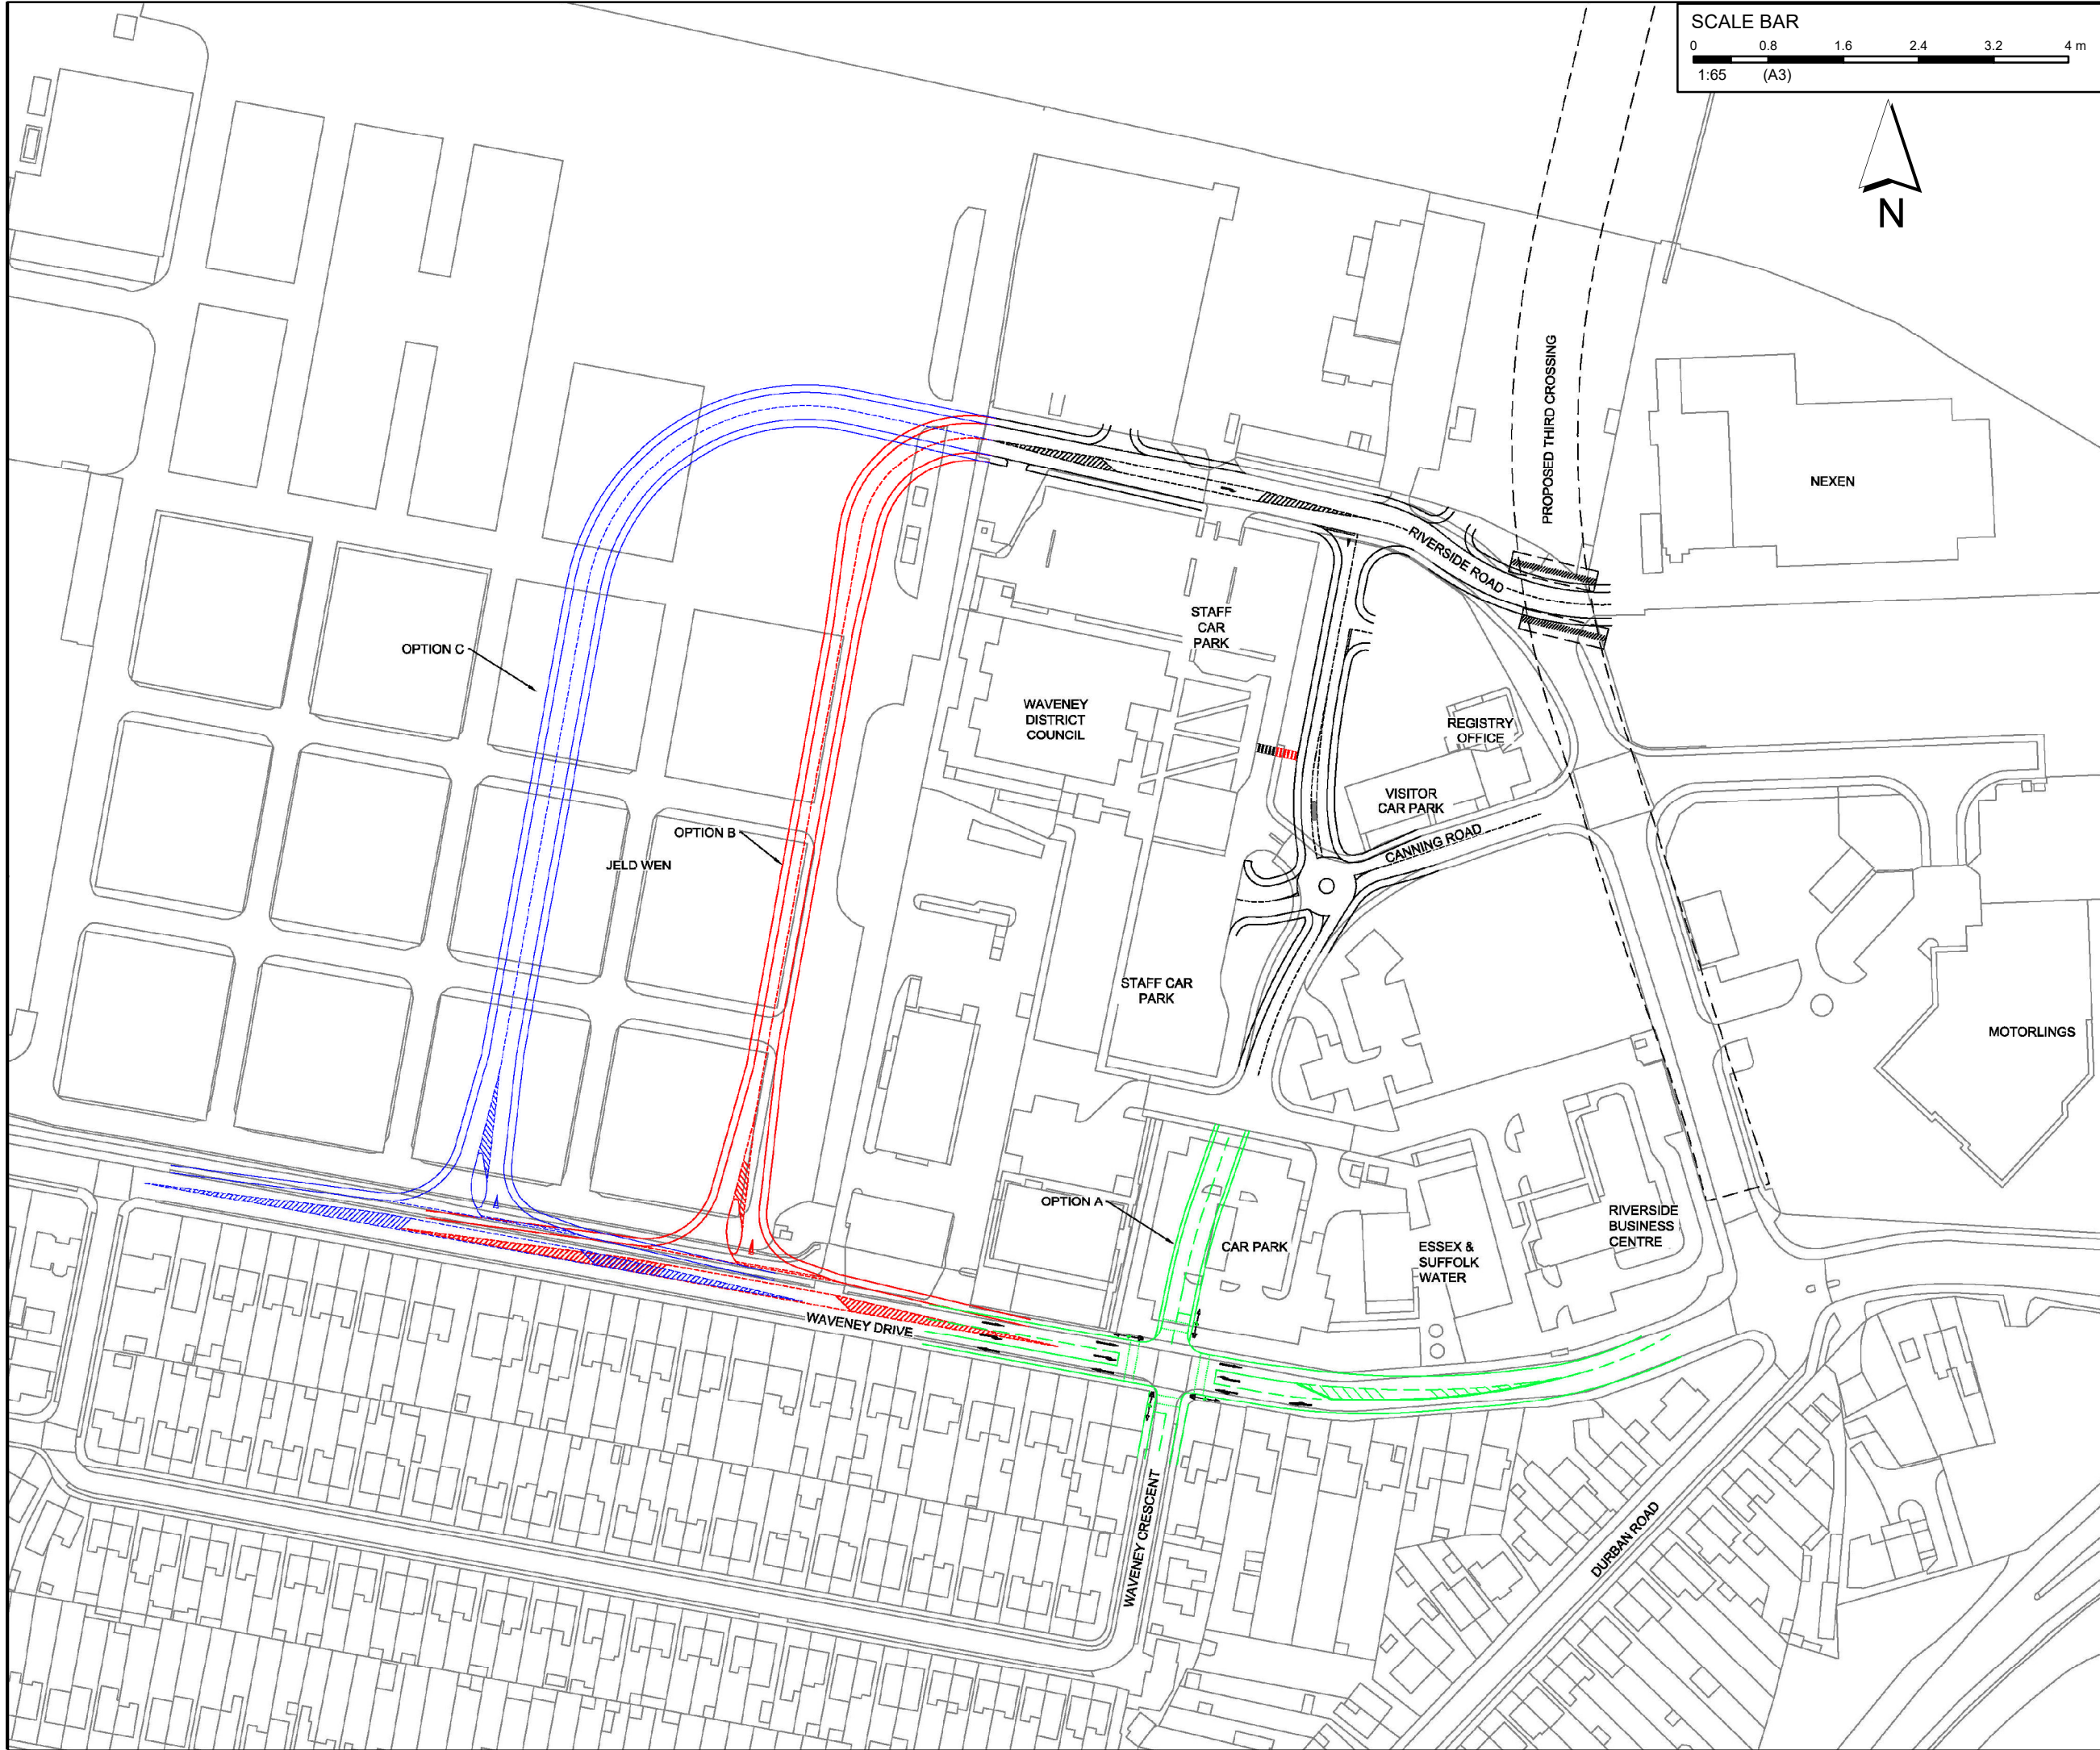 SCALE BAR
0 0.8 1.6 2.4 3.2 4 m
1:65 (A3)
N
PROPOSED THIRD CROSSING
NEXEN
RIVERSIDE ROAD
STAFF
CAR
PARK
OPTION C
WAVENEY
DISTRICT
COUNCIL
REGISTRY
OFFICE
VISITOR
CAR PARK
OPTION B
CANNING ROAD
JELD WEN
STAFF CAR
PARK
MOTORLINGS
OPTION A
RIVERSIDE
BUSINESS
CENTRE
CAR PARK
ESSEX &
SUFFOLK
WATER
WAVENEY DRIVE
WAVENEY CRESCENT
DURBAN ROAD